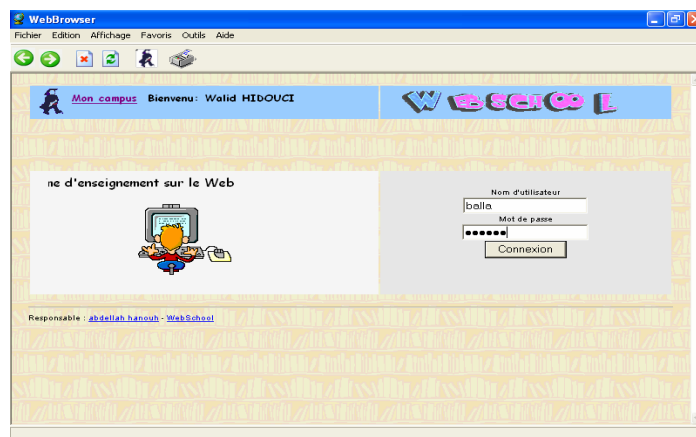 WebBrowser
Fichier Edition Affichage Favoris Outils Aide
Mon campus Bienvenu: Walid HIDOUCI
WEBSCHOOL
ne d'enseignement sur le Web
Nom d'utilisateur
balla
Mot de passe
Connexion
Responsable : abdellah hanouh - WebSchool